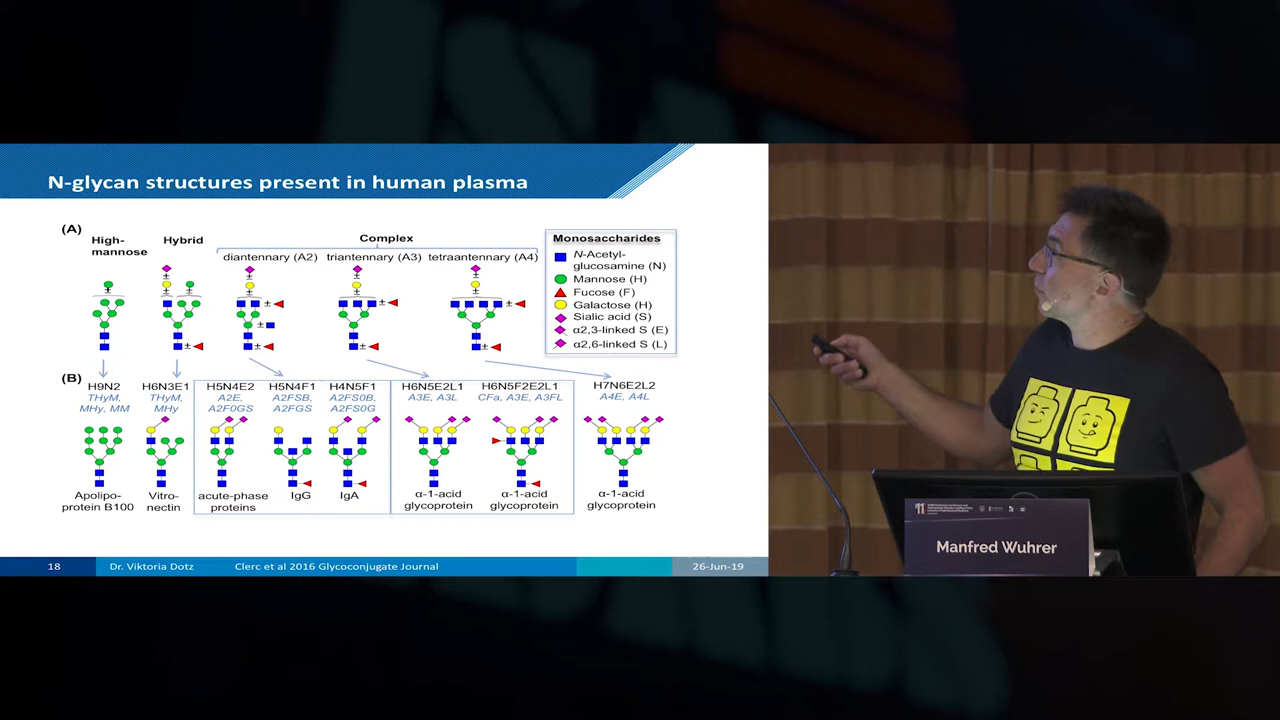 N-glycan structures present in human plasma
(A)
High-
mannose
Hybrid
Complex
diantennary (A2)
triantennary (A3)
tetraantennary (A4)
± ± ± ± ± ±
± ± ± ±
±
± ± ± ±
Monosaccharides
N-Acetyl-
glucosamine (N)
Mannose (H)
Fucose (F)
Galactose (H)
Sialic acid (S)
α2,3-linked S (E)
α2,6-linked S (L)
(B)
H9N2
THyM,
MHy, MM
Apolipo-
protein B100
H6N3E1
THyM,
MHy
Vitro-
nectin
H5N4E2
A2E,
A2F0GS
acute-phase
proteins
H5N4F1
A2FSB,
A2FGS
IgG
H4N5F1
A2FS0B,
A2FS0G
IgA
H6N5E2L1
A3E, A3L
α-1-acid
glycoprotein
H6N5F2E2L1
CFa, A3E, A3FL
α-1-acid
glycoprotein
H7N6E2L2
A4E, A4L
α-1-acid
glycoprotein
18
Dr. Viktoria Dotz
Clerc et al 2016 Glycoconjugate Journal
26-Jun-19
11
Manfred Wuhrer